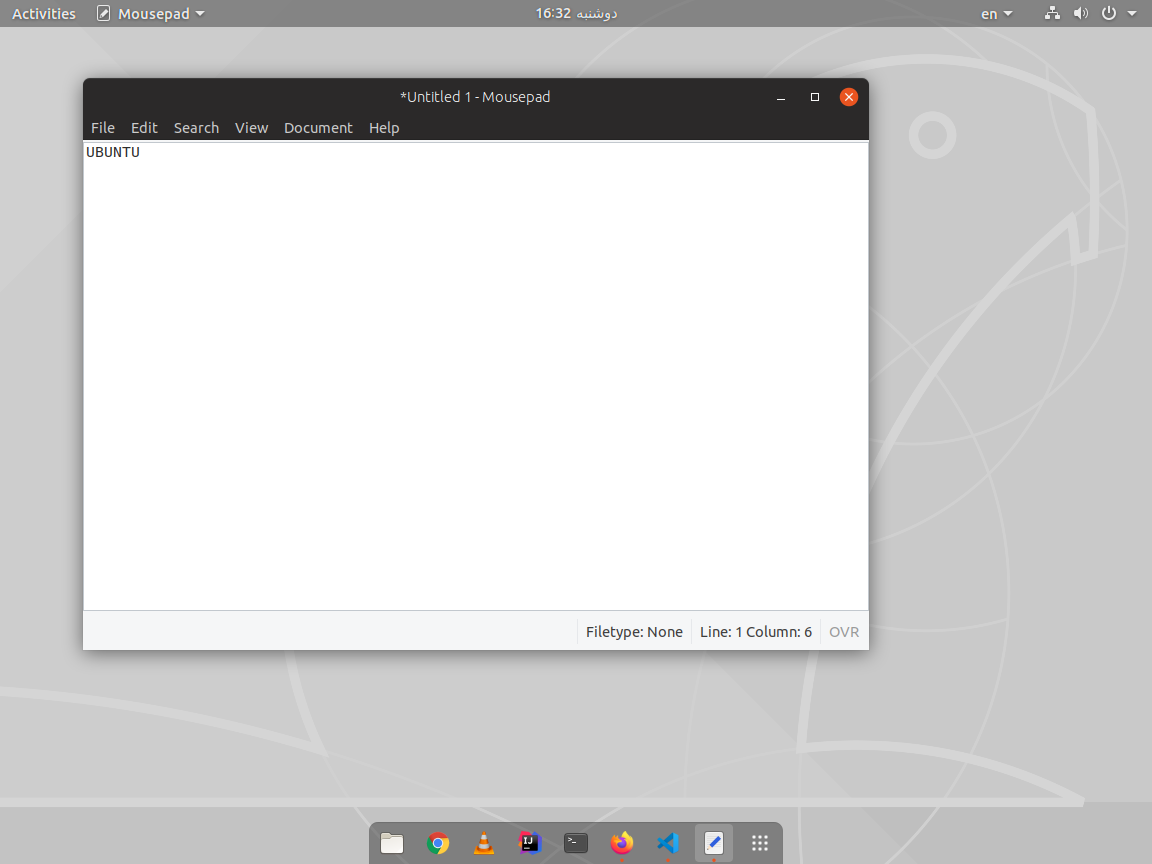 Activities Mousepad دوشنبه 16:32 en
*Untitled 1 - Mousepad
File Edit Search View Document Help
UBUNTU
Filetype: None Line: 1 Column: 6 OVR